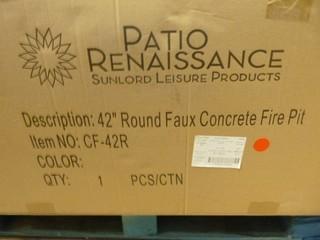 PATIO
RENAISSANCE
SUNLORD LEISURE PRODUCTS
Description: 42" Round Faux Concrete Fire Pit
Item NO: CF-42R
COLOR:
QTY: 1 PCS/CTN